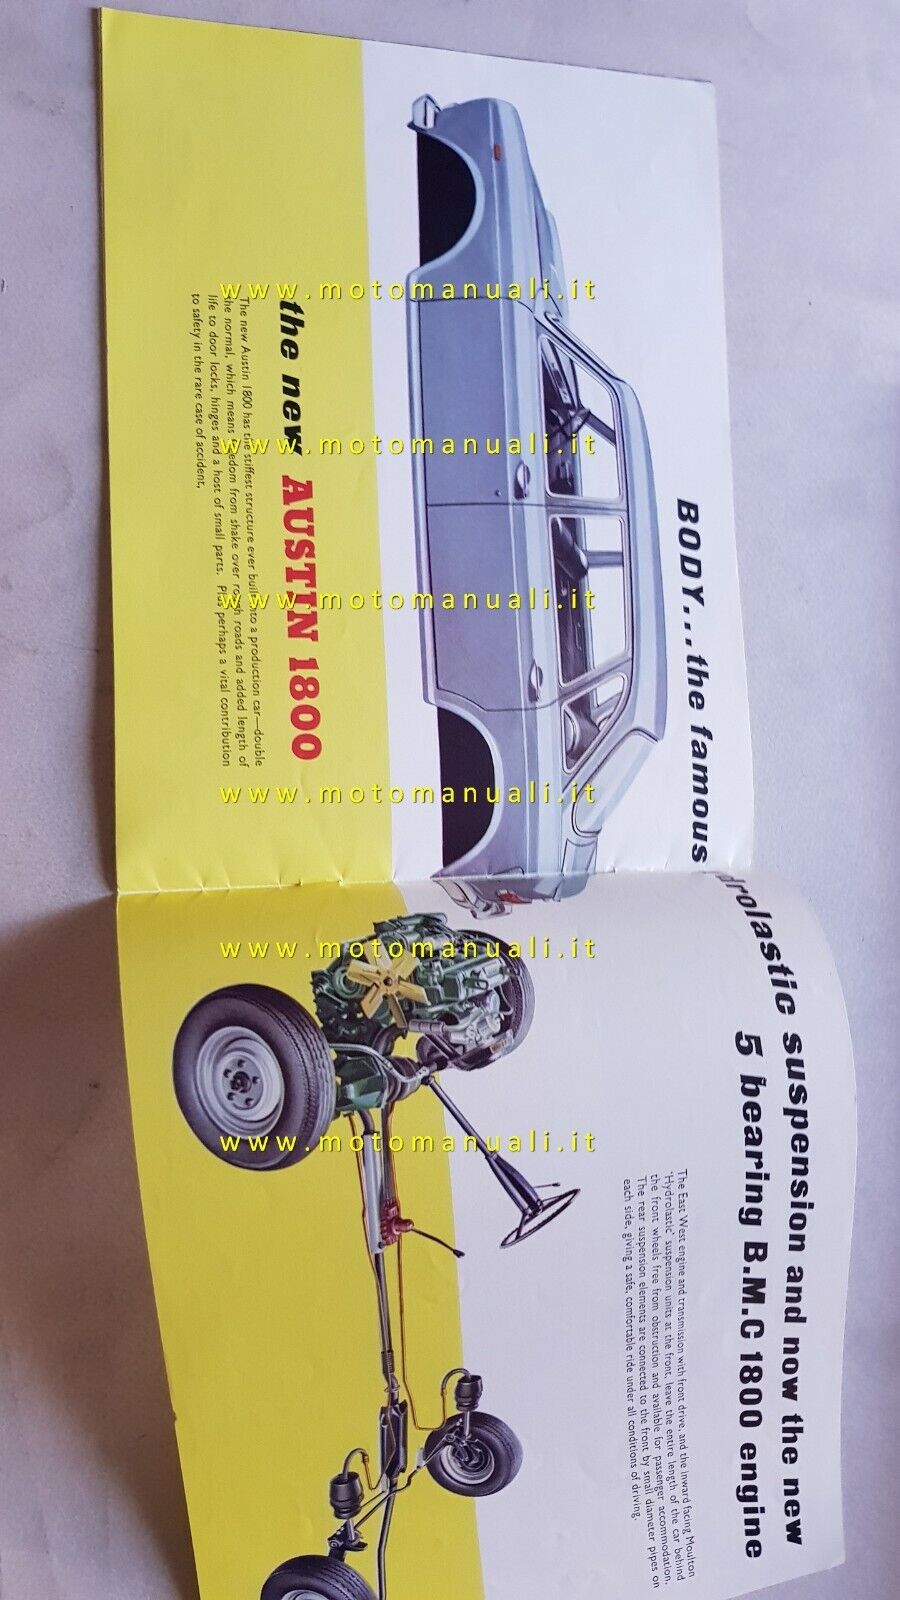 BODY...the famous
drolastic suspension and now the new
5 bearing B.M.C 1800 engine
the new AUSTIN 1800
The new Austin 1800 has the stiffest structure ever built into a production car—double
the normal, which means freedom from shake over rough roads and added length of
life to door locks, hinges and a host of small parts. Plus perhaps a vital contribution
to safety in the rare case of accident,
The East West engine and transmission with front drive, and the inward facing Moulton
'Hydrolastic' suspension units at the front, leave the entire length of the car behind
the front wheels free from obstruction and available for passenger accommodation.
The rear suspension elements are connected to the front by small diameter pipes on
each side, giving a safe, comfortable ride under all conditions of driving.
www.motomanuali.it
www.motomanuali.it
www.motomanuali.it
www.motomanuali.it
www.motomanuali.it
www.motomanuali.it